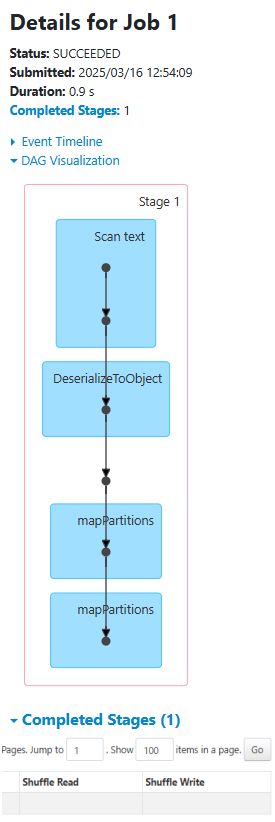 Details for Job 1
Status: SUCCEEDED
Submitted: 2025/03/16 12:54:09
Duration: 0.9 s
Completed Stages: 1
Event Timeline
DAG Visualization
Stage 1
Scan text
DeserializeToObject
mapPartitions
mapPartitions
Completed Stages (1)
Pages. Jump to 1 . Show 100 items in a page. Go
Shuffle Read Shuffle Write